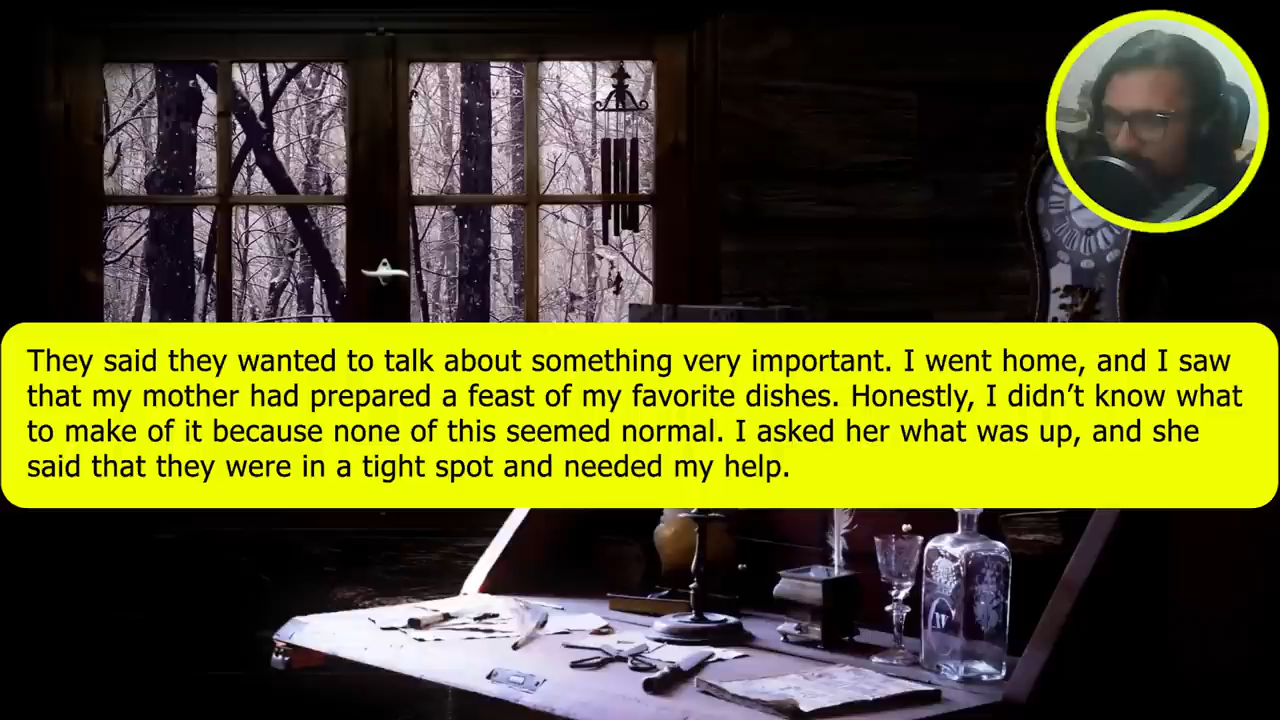 They said they wanted to talk about something very important. I went home, and I saw
that my mother had prepared a feast of my favorite dishes. Honestly, I didn’t know what
to make of it because none of this seemed normal. I asked her what was up, and she
said that they were in a tight spot and needed my help.